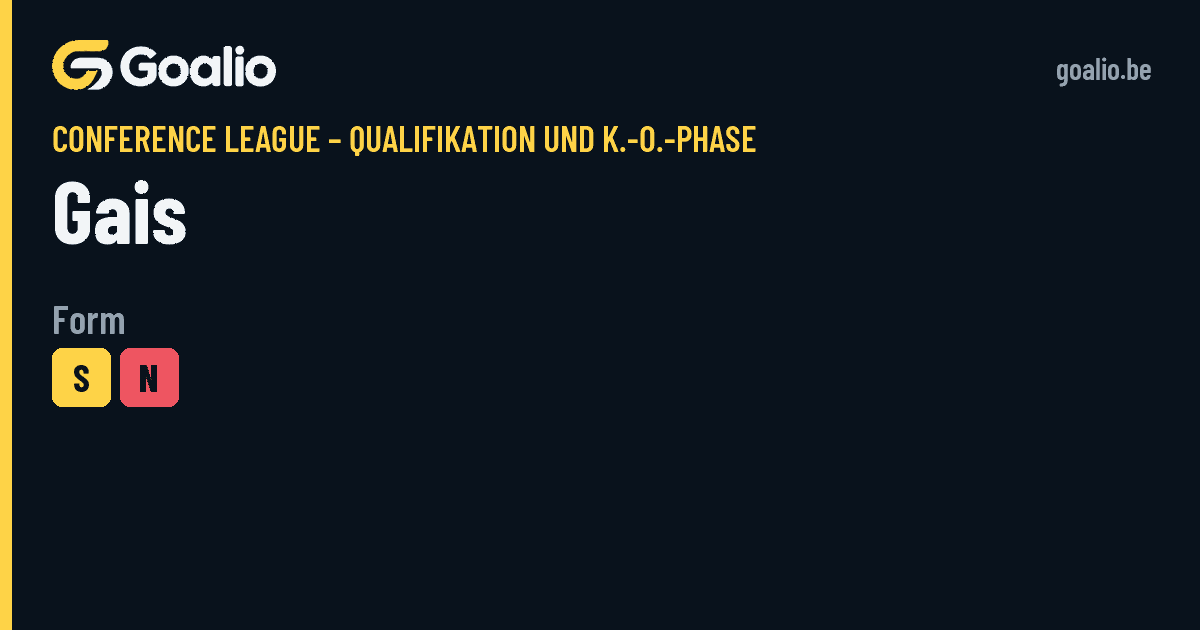 Goalio
goalio.be
CONFERENCE LEAGUE – QUALIFIKATION UND K.-O.-PHASE
Gais
Form
S N